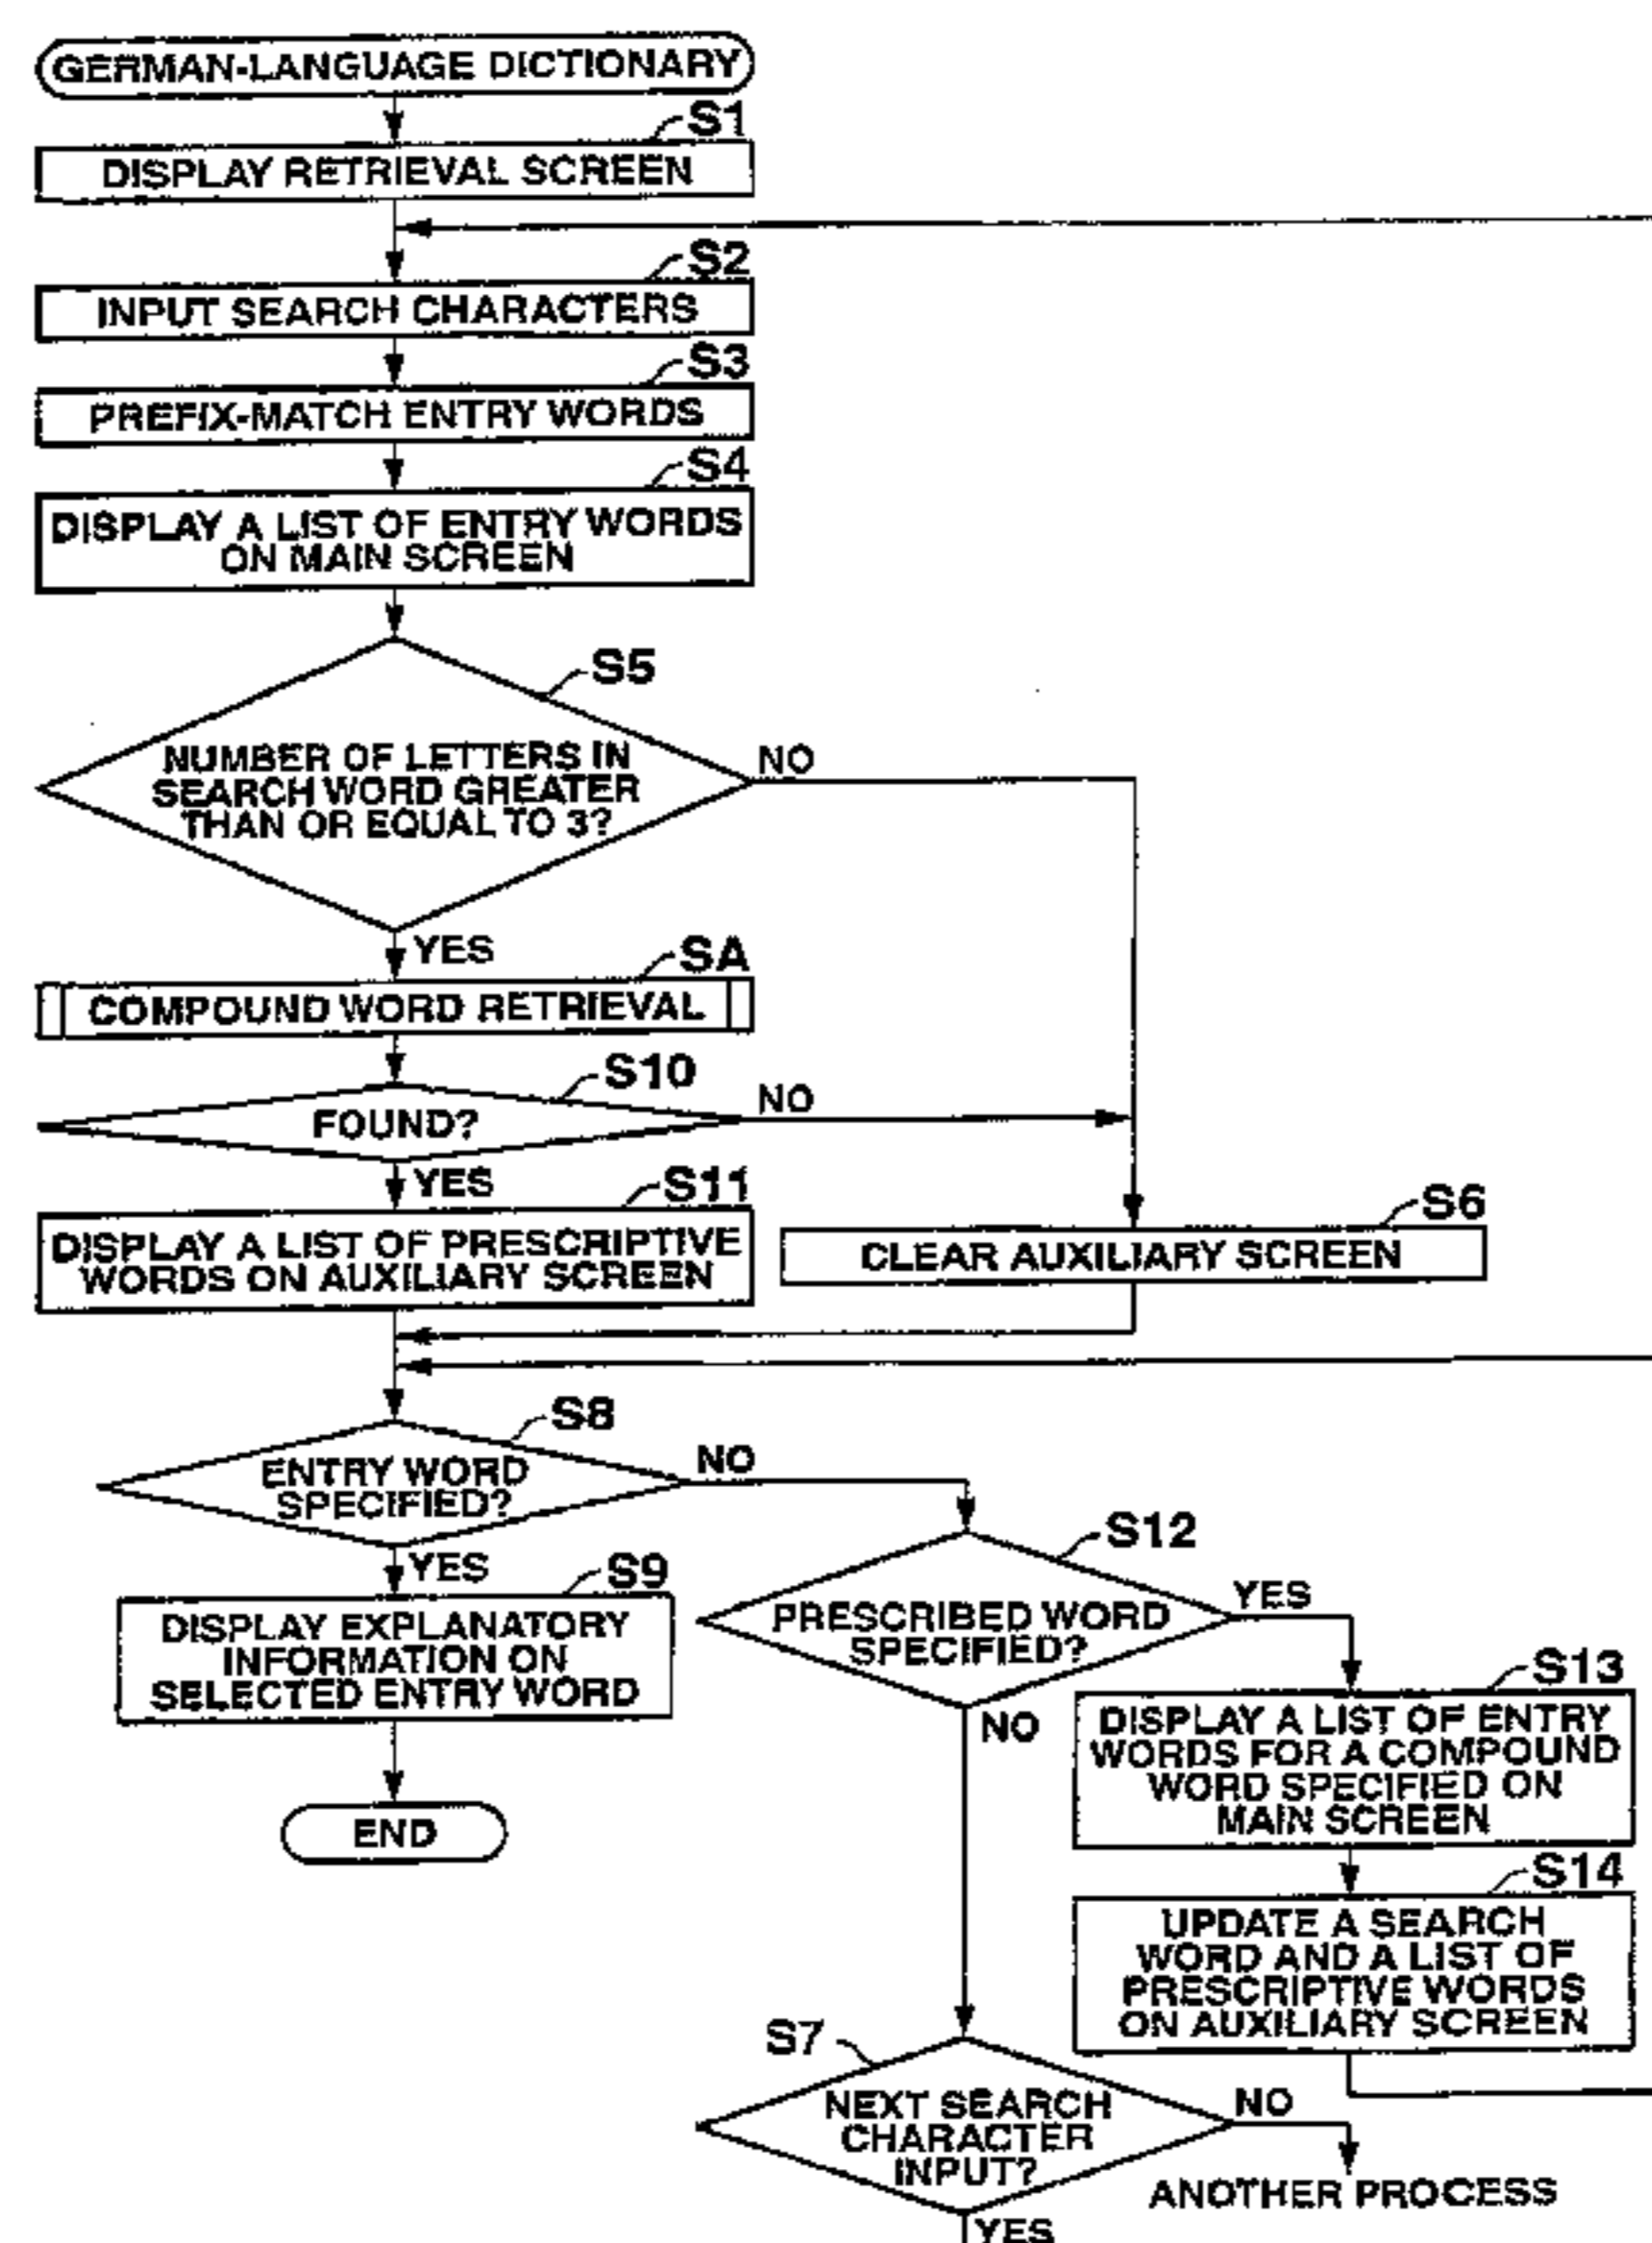 GERMAN-LANGUAGE DICTIONARY
S1
DISPLAY RETRIEVAL SCREEN
S2
INPUT SEARCH CHARACTERS
S3
PREFIX-MATCH ENTRY WORDS
S4
DISPLAY A LIST OF ENTRY WORDS
ON MAIN SCREEN
S5
NUMBER OF LETTERS IN
SEARCH WORD GREATER
THAN OR EQUAL TO 3?
NO
YES
SA
COMPOUND WORD RETRIEVAL
S10
FOUND?
NO
YES
S11
DISPLAY A LIST OF PRESCRIPTIVE
WORDS ON AUXILIARY SCREEN
S6
CLEAR AUXILIARY SCREEN
S8
ENTRY WORD
SPECIFIED?
NO
YES
S9
DISPLAY EXPLANATORY
INFORMATION ON
SELECTED ENTRY WORD
END
S12
PRESCRIBED WORD
SPECIFIED?
YES
NO
S13
DISPLAY A LIST OF ENTRY
WORDS FOR A COMPOUND
WORD SPECIFIED ON
MAIN SCREEN
S14
UPDATE A SEARCH
WORD AND A LIST OF
PRESCRIPTIVE WORDS
ON AUXILIARY SCREEN
S7
NEXT SEARCH
CHARACTER
INPUT?
NO
ANOTHER PROCESS
YES